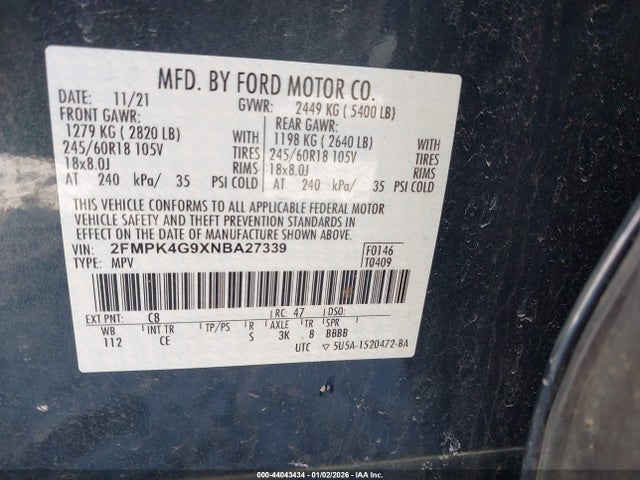 MFD. BY FORD MOTOR CO.
DATE: 11/21 GVWR: 2449 KG ( 5400 LB)
FRONT GAWR: REAR GAWR:
1279 KG ( 2820 LB) WITH 1198 KG ( 2640 LB) WITH
245/60R18 105V TIRES 245/60R18 105V TIRES
18x8.0J RIMS 18x8.0J RIMS
AT 240 kPa/ 35 PSI COLD AT 240 kPa/ 35 PSI COLD
THIS VEHICLE CONFORMS TO ALL APPLICABLE FEDERAL MOTOR
VEHICLE SAFETY AND THEFT PREVENTION STANDARDS IN
EFFECT ON THE DATE OF MANUFACTURE SHOWN ABOVE.
VIN: 2FMPK4G9XNBA27339 F0146
TYPE: MPV T0409
EXT PNT: C8 RC: 47 DSO:
WB INT TR TP/PS R AXLE TR SPR
112 CE S 3K 8 BBBB
UTC ▽ 5U5A-1520472-BA
000-44043434 | 01/02/2026 - IAA Inc.